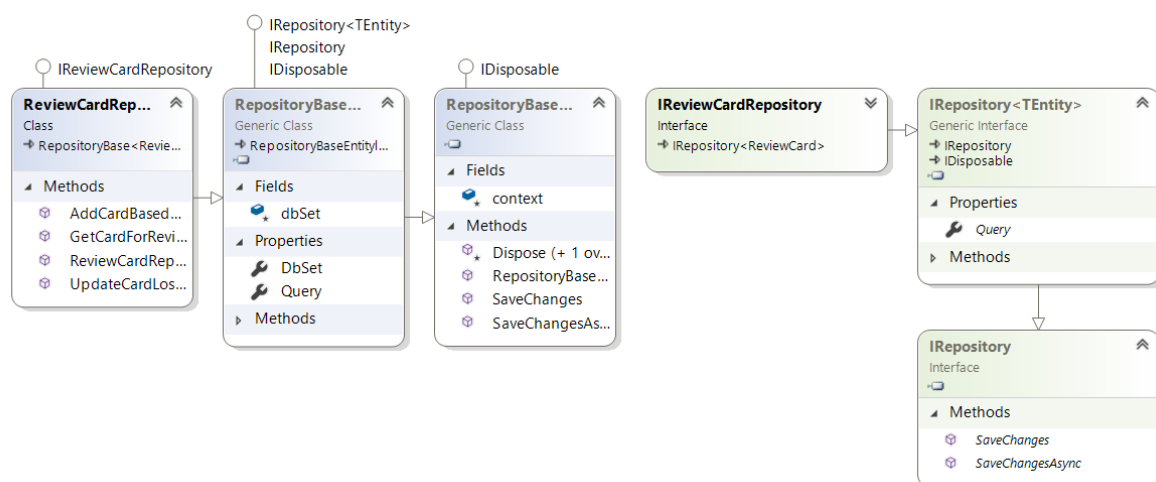 IReviewCardRepository
ReviewCardRep...
Class
RepositoryBase<Revie...
Methods
AddCardBased...
GetCardForRevi...
ReviewCardRep...
UpdateCardLos...
IRepository<TEntity>
IRepository
IDisposable
RepositoryBase...
Generic Class
RepositoryBaseEntityI...
Fields
dbSet
Properties
DbSet
Query
Methods
IDisposable
RepositoryBase...
Generic Class
Fields
context
Methods
Dispose (+ 1 ov...
RepositoryBase...
SaveChanges
SaveChangesAs...
IReviewCardRepository
Interface
IRepository<ReviewCard>
IRepository<TEntity>
Generic Interface
IRepository
IDisposable
Properties
Query
Methods
IRepository
Interface
Methods
SaveChanges
SaveChangesAsync